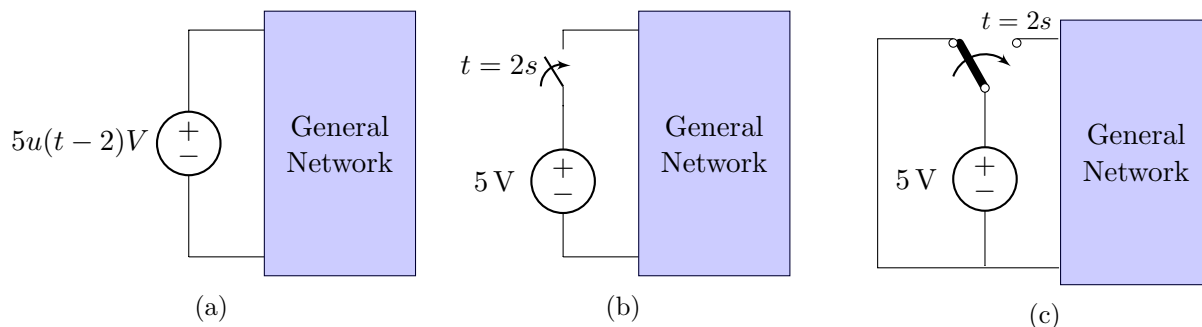 5u(t − 2)V
+
−
General
Network
(a)
t = 2s
5 V
+
−
General
Network
(b)
t = 2s
5 V
+
−
General
Network
(c)